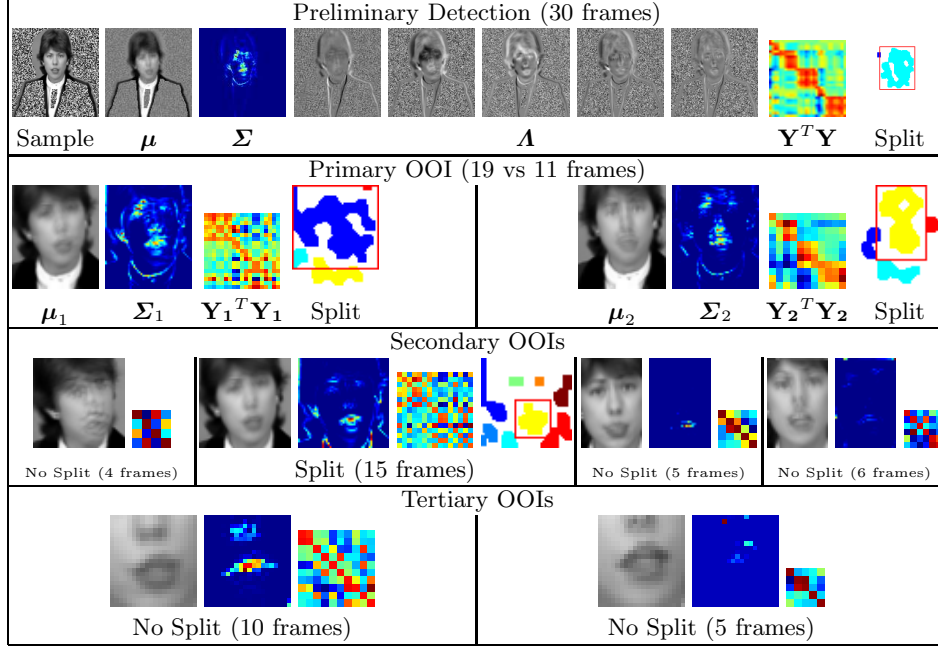 Preliminary Detection (30 frames)
Sample μ Σ Λ Y^T Y Split
Primary OOI (19 vs 11 frames)
μ₁ Σ₁ Y₁^T Y₁ Split μ₂ Σ₂ Y₂^T Y₂ Split
Secondary OOIs
No Split (4 frames) Split (15 frames) No Split (5 frames) No Split (6 frames)
Tertiary OOIs
No Split (10 frames) No Split (5 frames)